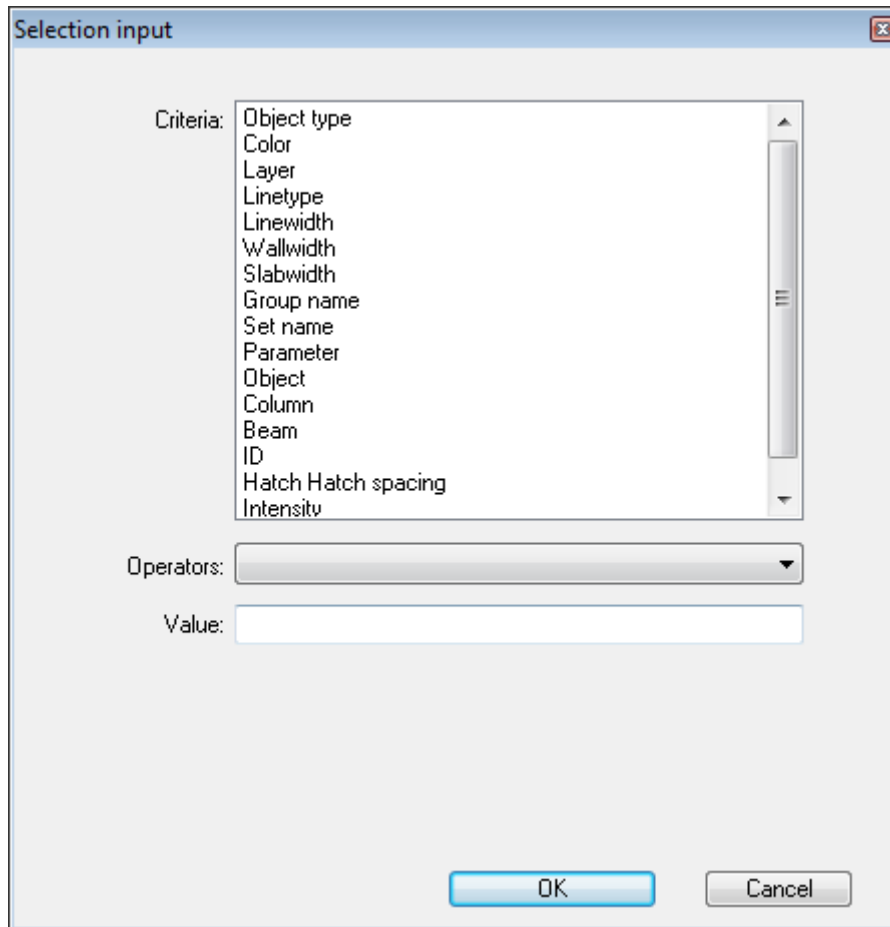 Selection input
Criteria:
Object type
Color
Layer
Linetype
Linewidth
Wallwidth
Slabwidth
Group name
Set name
Parameter
Object
Column
Beam
ID
Hatch Hatch spacing
Intensity
Operators:
Value:
OK Cancel